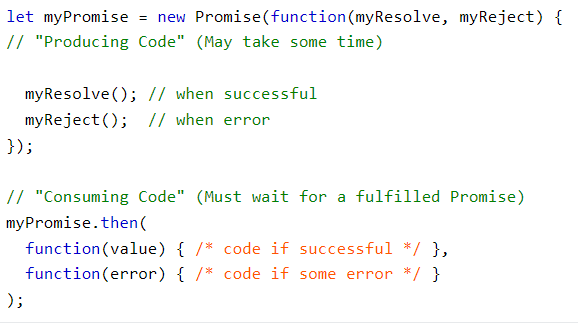 let myPromise = new Promise(function(myResolve, myReject) {
// "Producing Code" (May take some time)
  myResolve(); // when successful
  myReject();  // when error
});
// "Consuming Code" (Must wait for a fulfilled Promise)
myPromise.then(
  function(value) { /* code if successful */ },
  function(error) { /* code if some error */ }
);